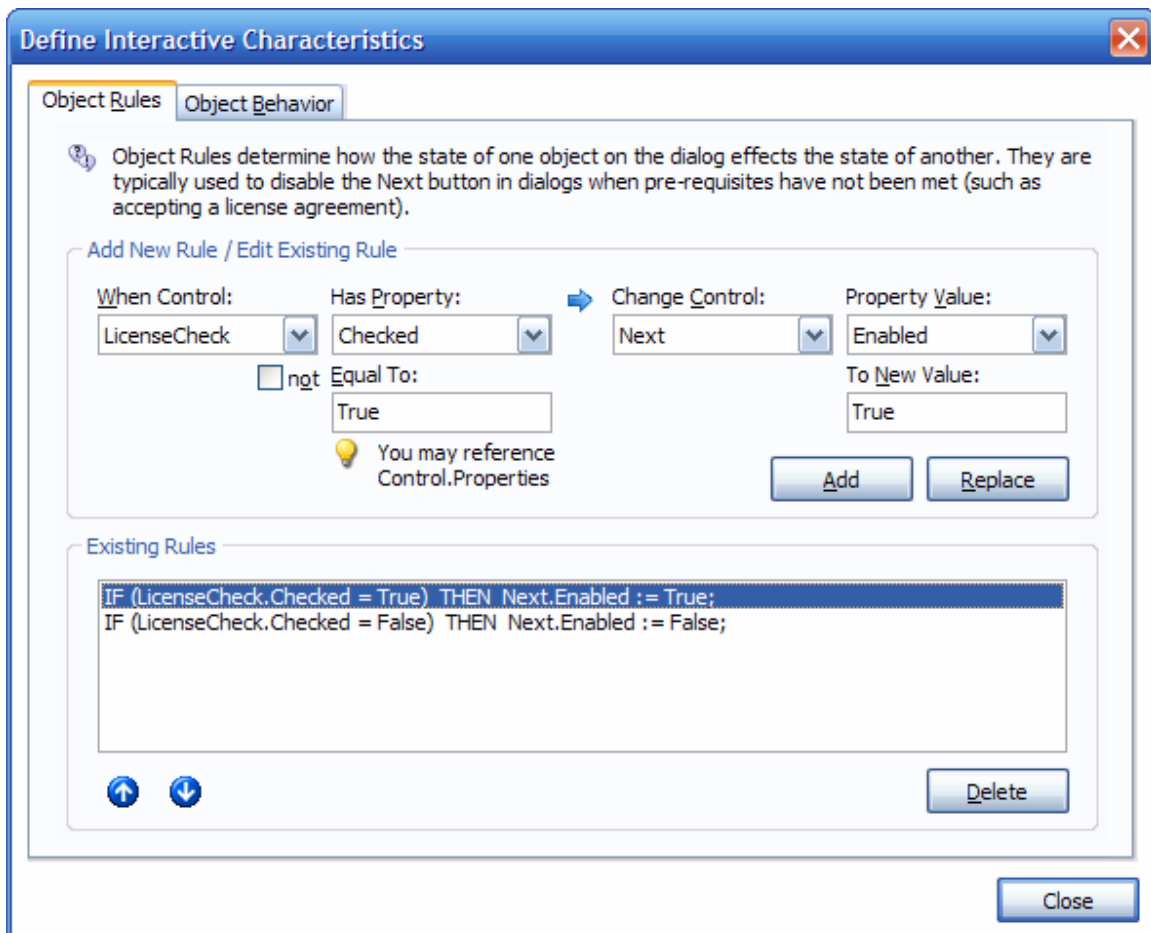 Define Interactive Characteristics
Object Rules
Object Behavior
Object Rules determine how the state of one object on the dialog effects the state of another. They are
typically used to disable the Next button in dialogs when pre-requisites have not been met (such as
accepting a license agreement).
Add New Rule / Edit Existing Rule
When Control:
Has Property:
Change Control:
Property Value:
LicenseCheck
Checked
Next
Enabled
not
Equal To:
To New Value:
True
True
You may reference
Control.Properties
Add
Replace
Existing Rules
IF (LicenseCheck.Checked = True) THEN Next.Enabled := True;
IF (LicenseCheck.Checked = False) THEN Next.Enabled := False;
Delete
Close